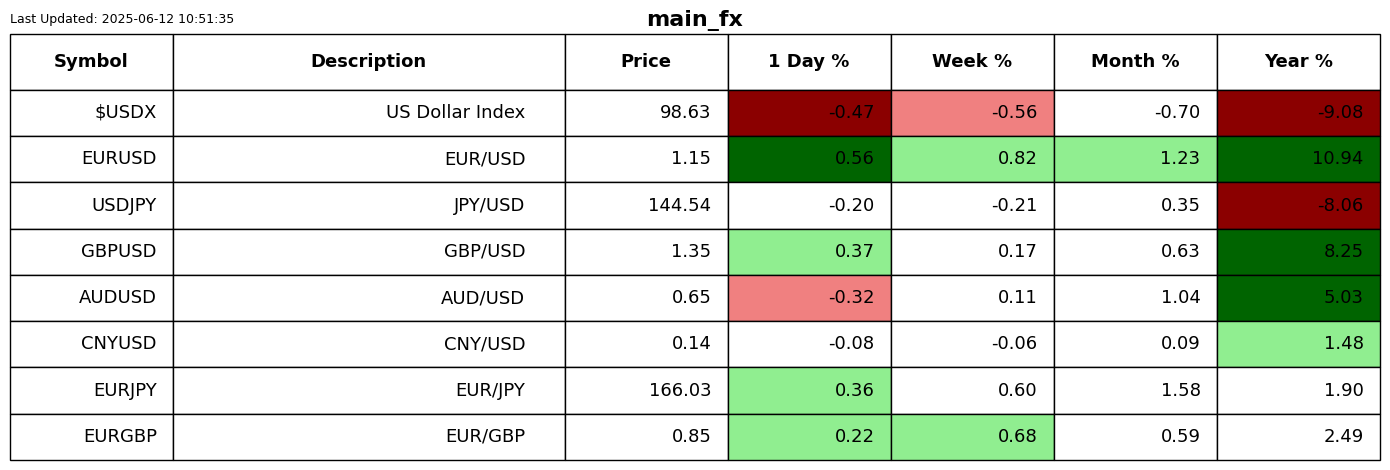 Last Updated: 2025-06-12 10:51:35
main_fx
Symbol Description Price 1 Day % Week % Month % Year %
$USDX US Dollar Index 98.63 -0.47 -0.56 -0.70 -9.08
EURUSD EUR/USD 1.15 0.56 0.82 1.23 10.94
USDJPY JPY/USD 144.54 -0.20 -0.21 0.35 -8.06
GBPUSD GBP/USD 1.35 0.37 0.17 0.63 8.25
AUDUSD AUD/USD 0.65 -0.32 0.11 1.04 5.03
CNYUSD CNY/USD 0.14 -0.08 -0.06 0.09 1.48
EURJPY EUR/JPY 166.03 0.36 0.60 1.58 1.90
EURGBP EUR/GBP 0.85 0.22 0.68 0.59 2.49